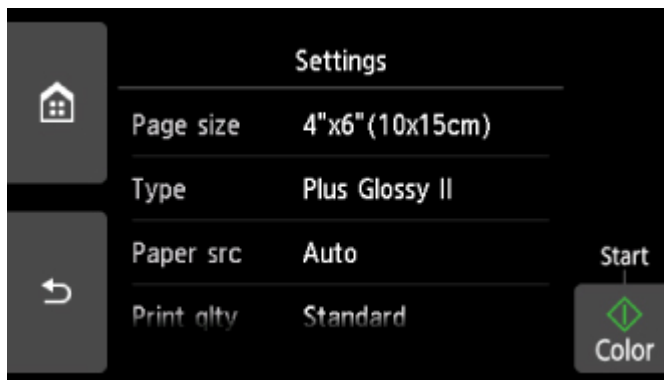 Settings
Page size 4"x6"(10x15cm)
Type Plus Glossy II
Paper src Auto
Print qlty Standard
Start
Color